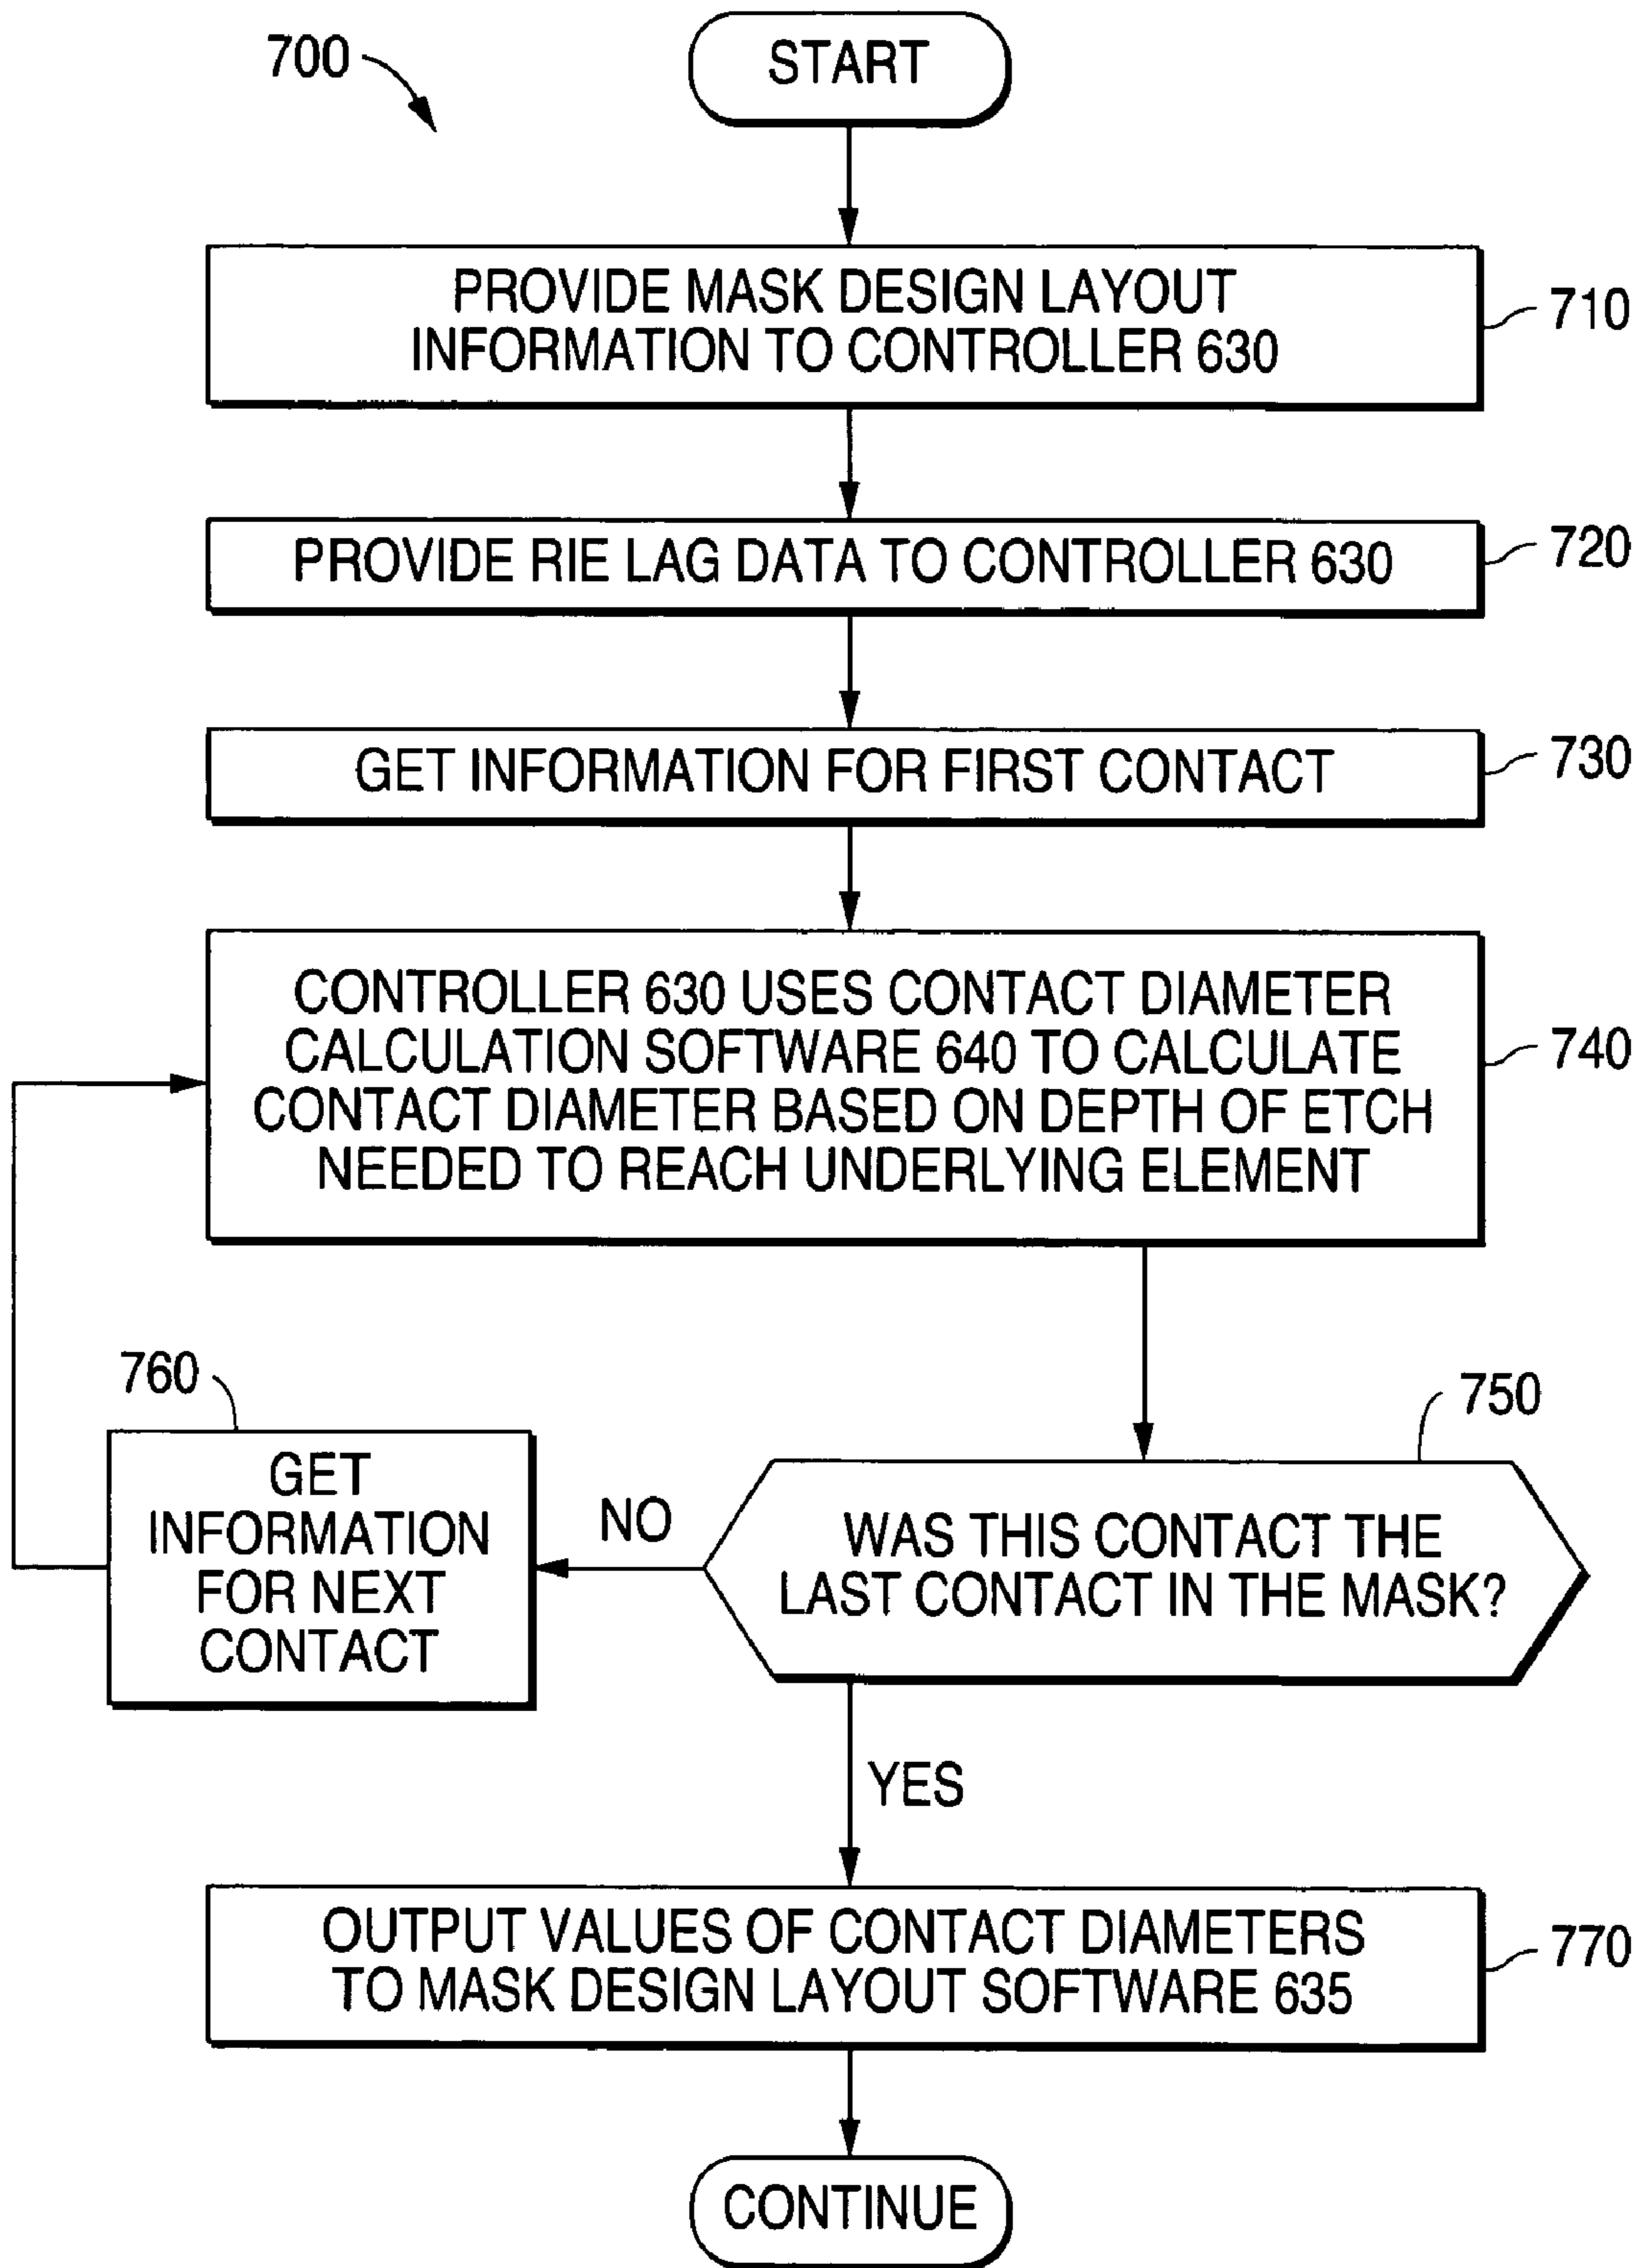 700
START
PROVIDE MASK DESIGN LAYOUT
INFORMATION TO CONTROLLER 630
710
PROVIDE RIE LAG DATA TO CONTROLLER 630
720
GET INFORMATION FOR FIRST CONTACT
730
CONTROLLER 630 USES CONTACT DIAMETER
CALCULATION SOFTWARE 640 TO CALCULATE
CONTACT DIAMETER BASED ON DEPTH OF ETCH
NEEDED TO REACH UNDERLYING ELEMENT
740
750
WAS THIS CONTACT THE
LAST CONTACT IN THE MASK?
NO
760
GET
INFORMATION
FOR NEXT
CONTACT
YES
OUTPUT VALUES OF CONTACT DIAMETERS
TO MASK DESIGN LAYOUT SOFTWARE 635
770
CONTINUE